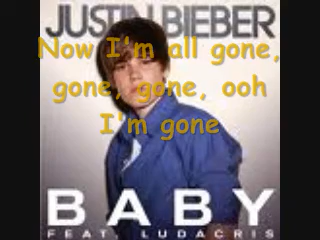 JUSTIN BIEBER
Now I'm all gone,
gone, gone, ooh
I'm gone
BABY
FEAT. LUDACRIS